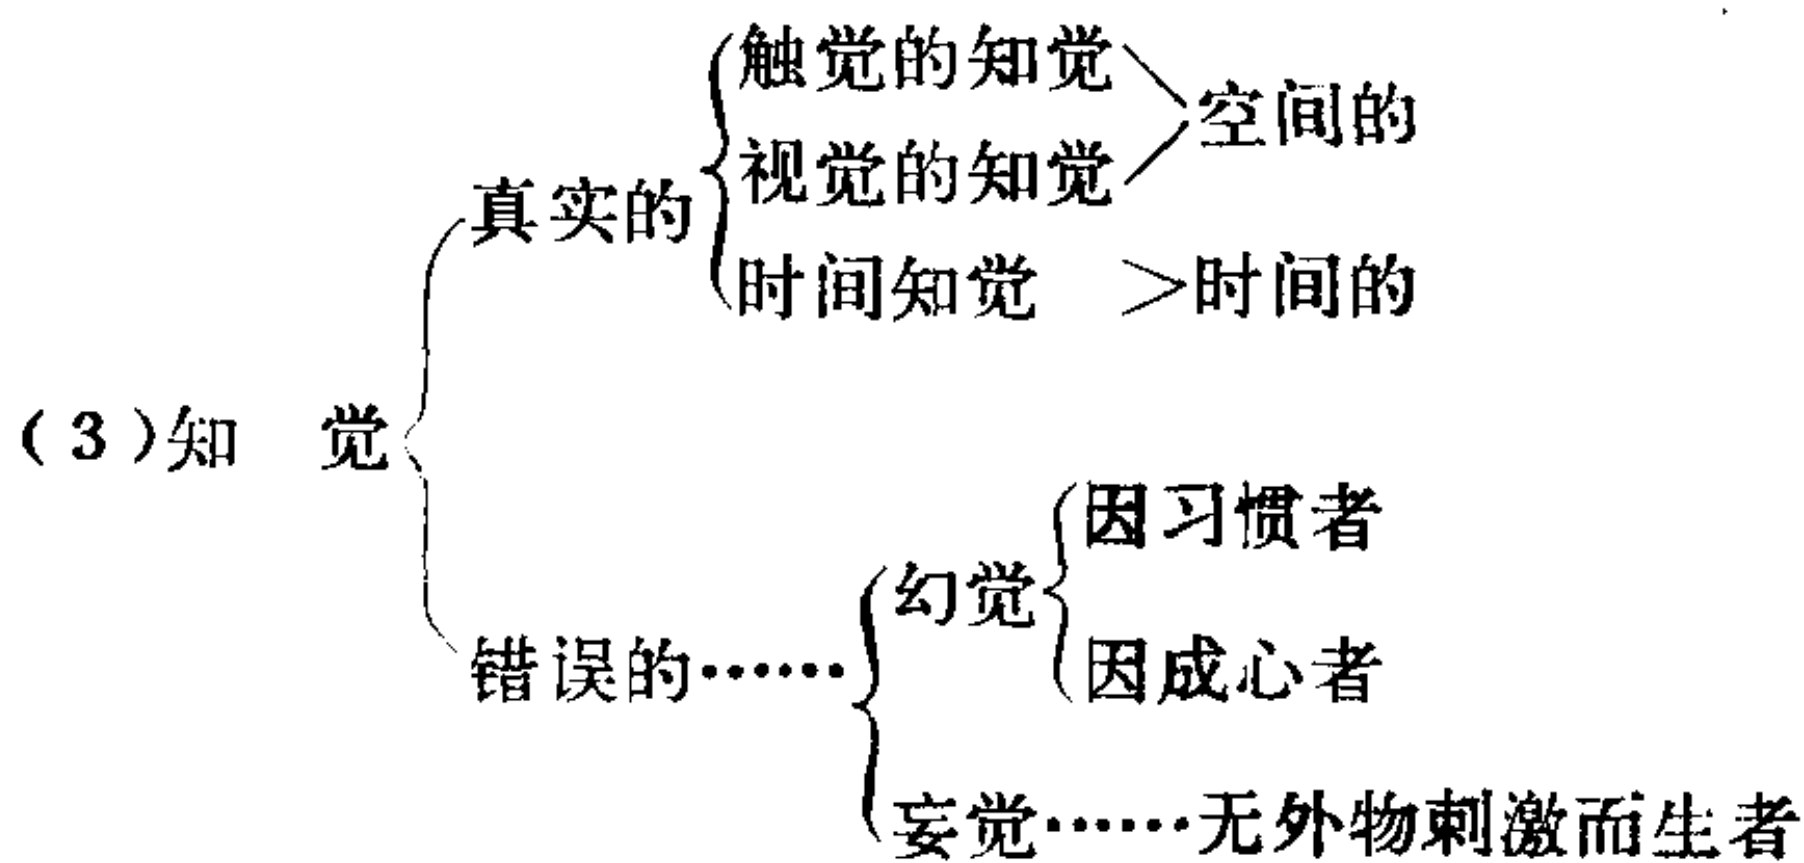 触觉的知觉
空间的
视觉的知觉
真实的
时间知觉 >时间的
（3）知 觉
因习惯者
幻觉
错误的……
因成心者
妄觉……无外物刺激而生者